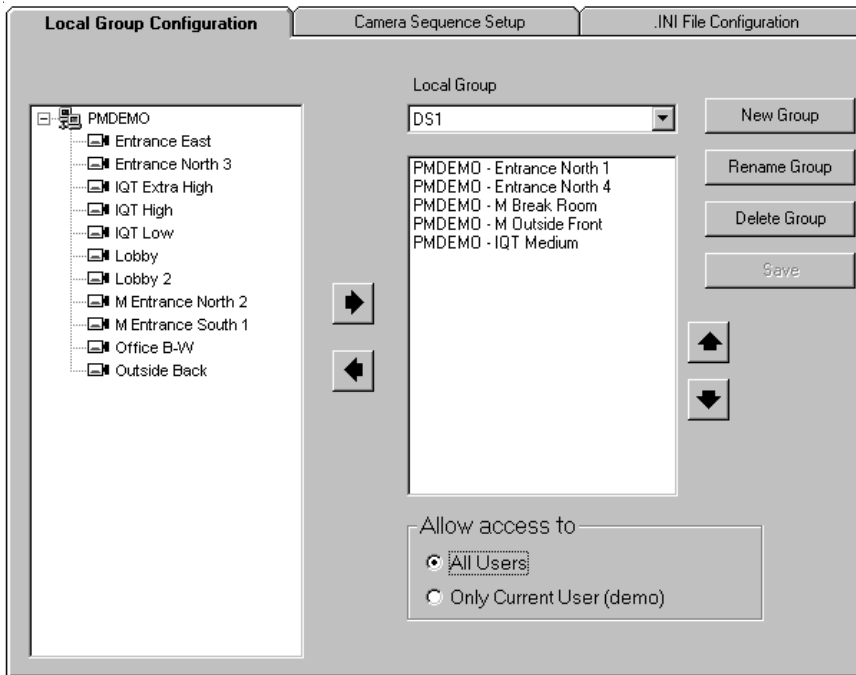 Local Group Configuration
Camera Sequence Setup
.INI File Configuration
PMDEMO
Entrance East
Entrance North 3
IQT Extra High
IQT High
IQT Low
Lobby
Lobby 2
M Entrance North 2
M Entrance South 1
Office B-W
Outside Back
Local Group
DS1
PMDEMO - Entrance North 1
PMDEMO - Entrance North 4
PMDEMO - M Break Room
PMDEMO - M Outside Front
PMDEMO - IQT Medium
New Group
Rename Group
Delete Group
Save
Allow access to
All Users
Only Current User (demo)